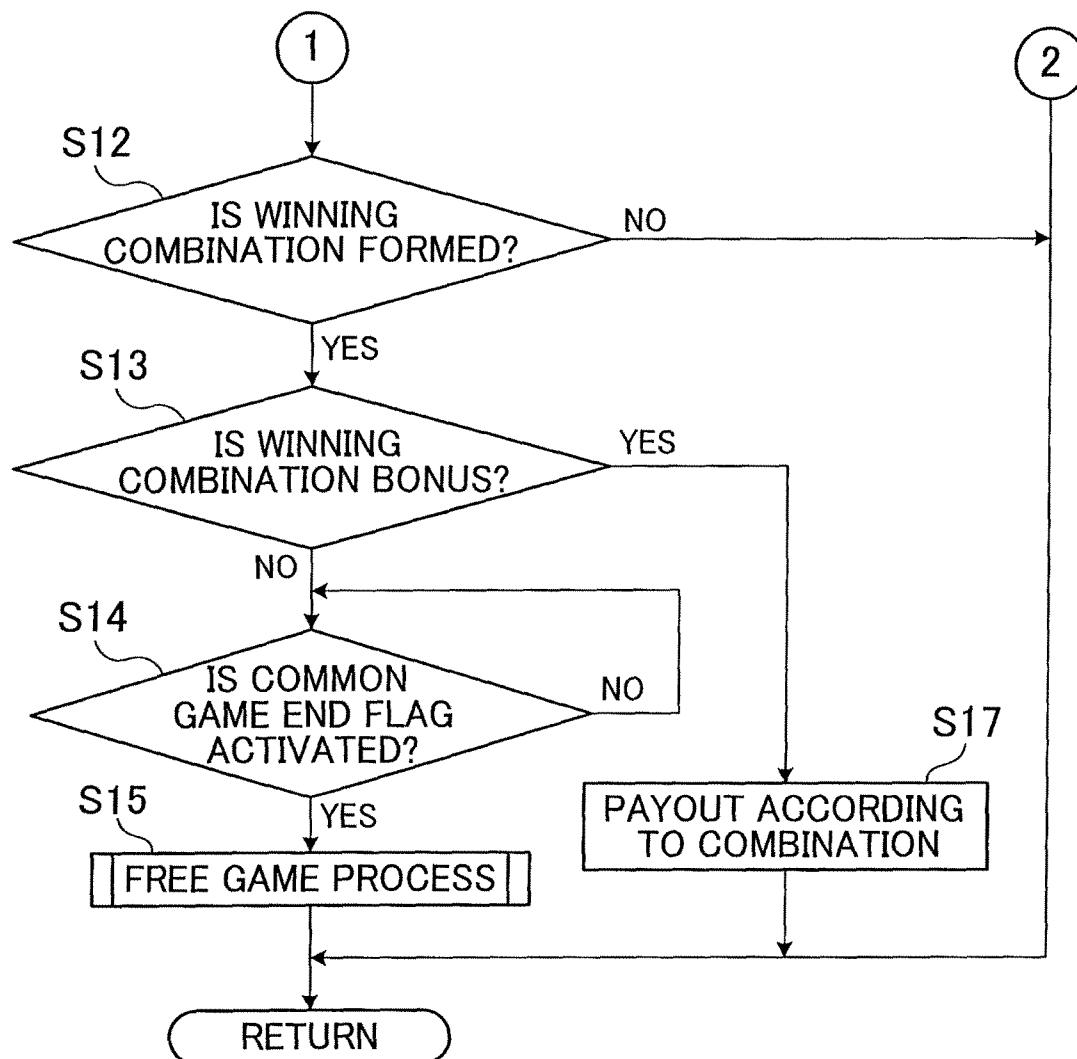 1
2
S12
IS WINNING
COMBINATION FORMED?
NO
YES
S13
IS WINNING
COMBINATION BONUS?
YES
NO
S14
IS COMMON
GAME END FLAG
ACTIVATED?
NO
YES
S17
PAYOUT ACCORDING
TO COMBINATION
S15
FREE GAME PROCESS
RETURN